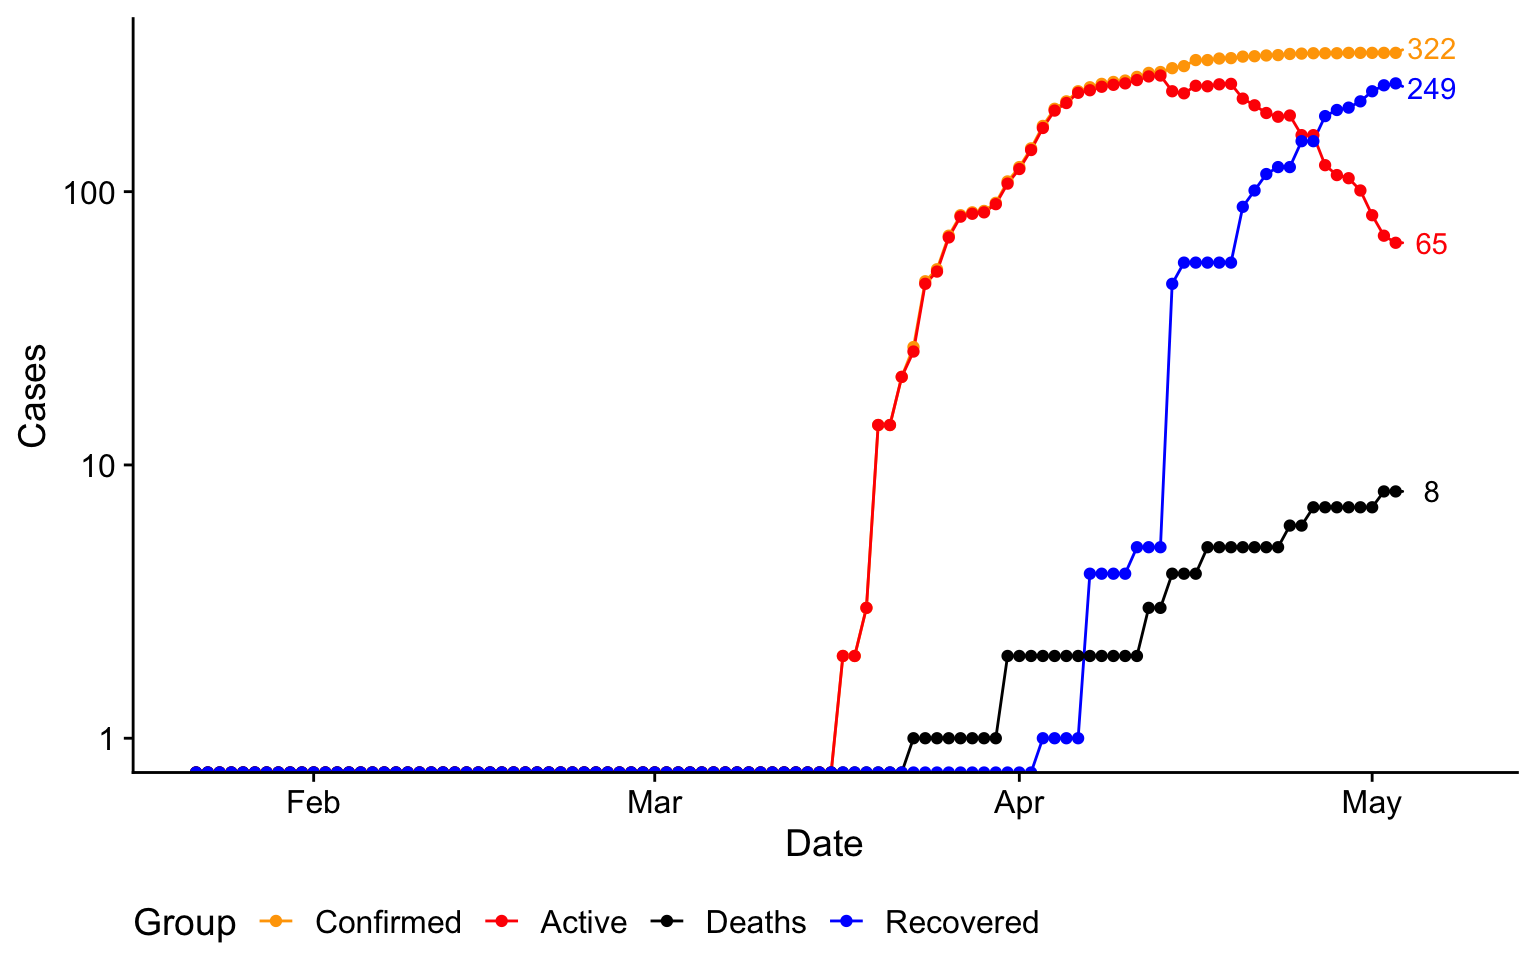 322
249
100
65
Cases
10
8
1
Feb Mar Apr May
Date
Group Confirmed Active Deaths Recovered